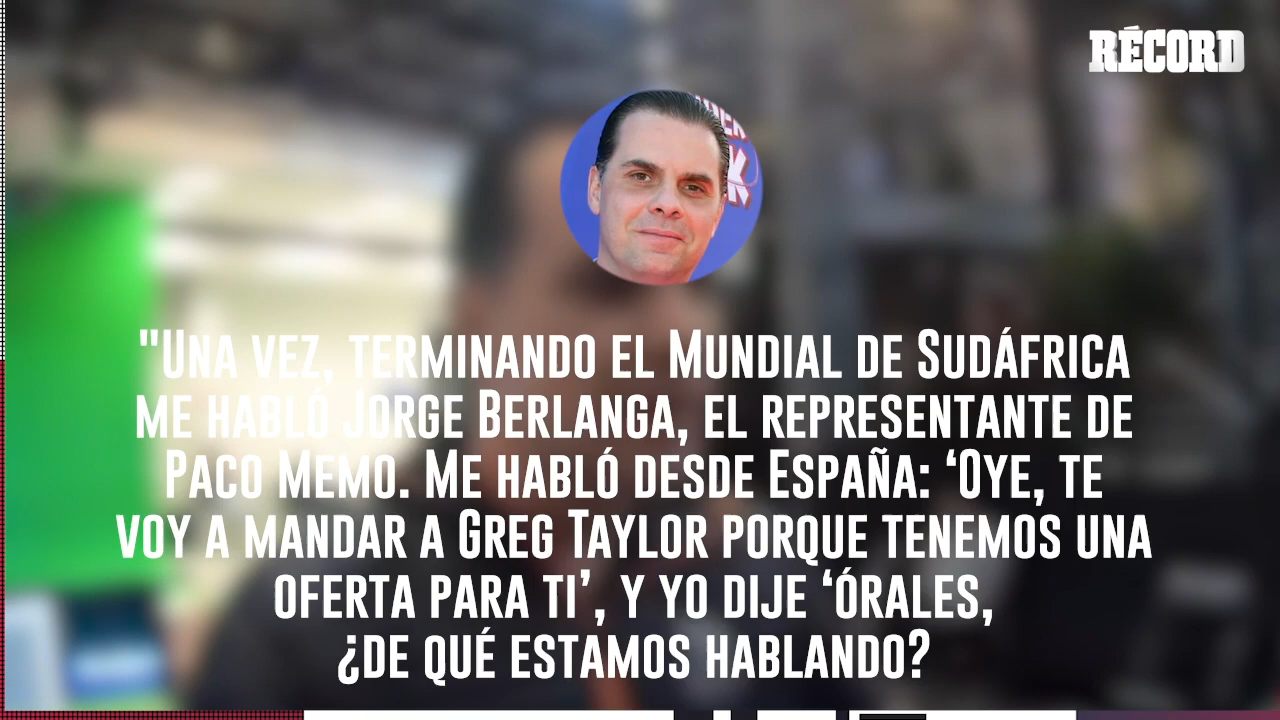 RÉCORD
"Una vez, terminando el Mundial de Sudáfrica
me habló Jorge Berlanga, el representante de
Paco Memo. Me habló desde España: ‘Oye, te
voy a mandar a Greg Taylor porque tenemos una
oferta para ti’, y yo dije ‘órales,
¿de qué estamos hablando?